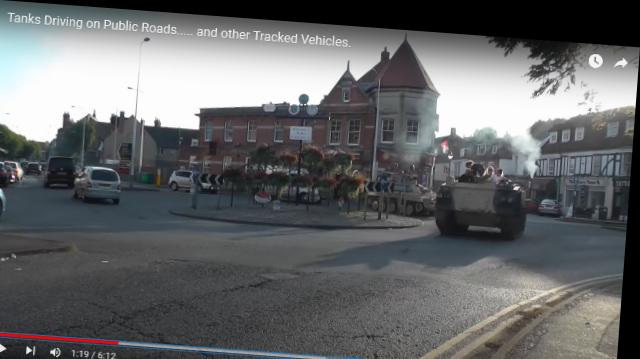 Tanks Driving on Public Roads..... and other Tracked Vehicles.
1:19 / 6:12